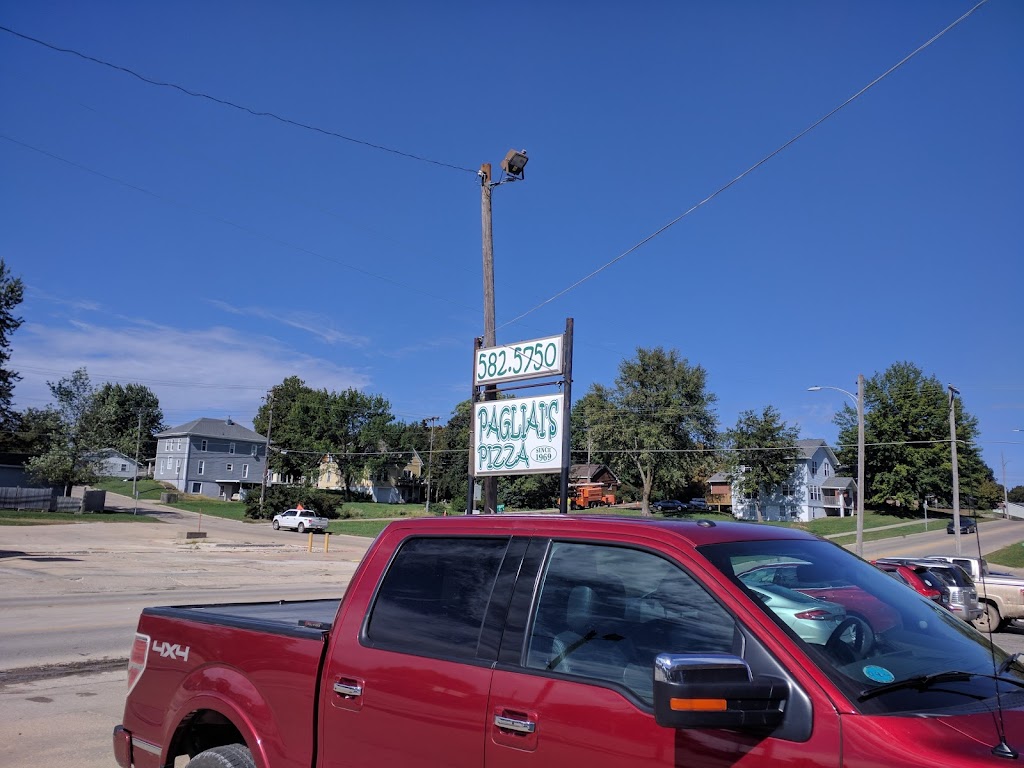 582.5750
PAGLIAI'S
PIZZA SINCE
1969
4X4